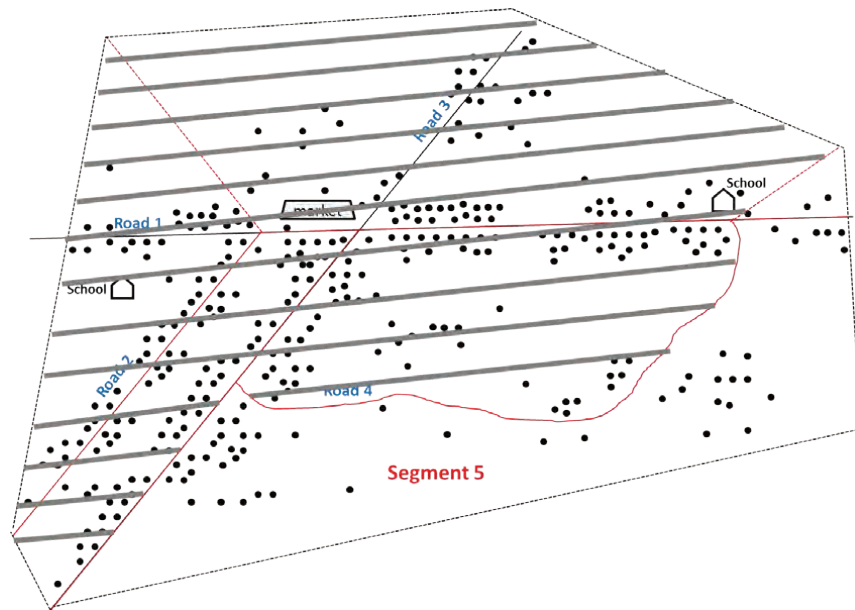 Road 3
School
market
Road 1
School
Road 2
Road 4
Segment 5